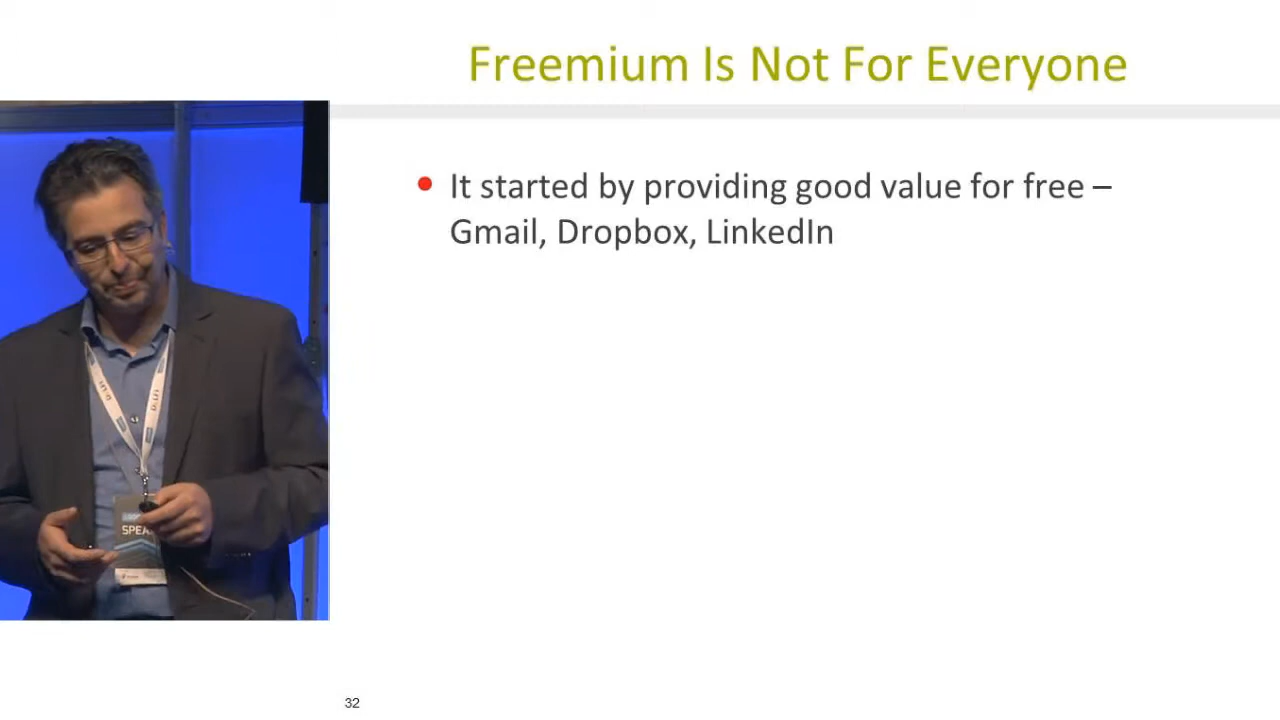 Freemium Is Not For Everyone
• It started by providing good value for free –
Gmail, Dropbox, LinkedIn
32